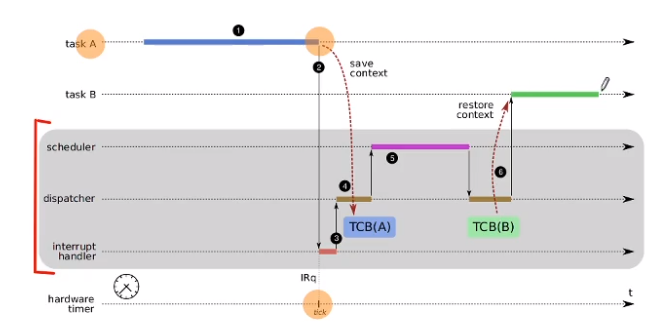 1
task A
2
save
context
task B
restore
context
scheduler
5
6
4
dispatcher
TCB(A)
TCB(B)
3
interrupt
handler
IRq
t
hardware
timer
tick